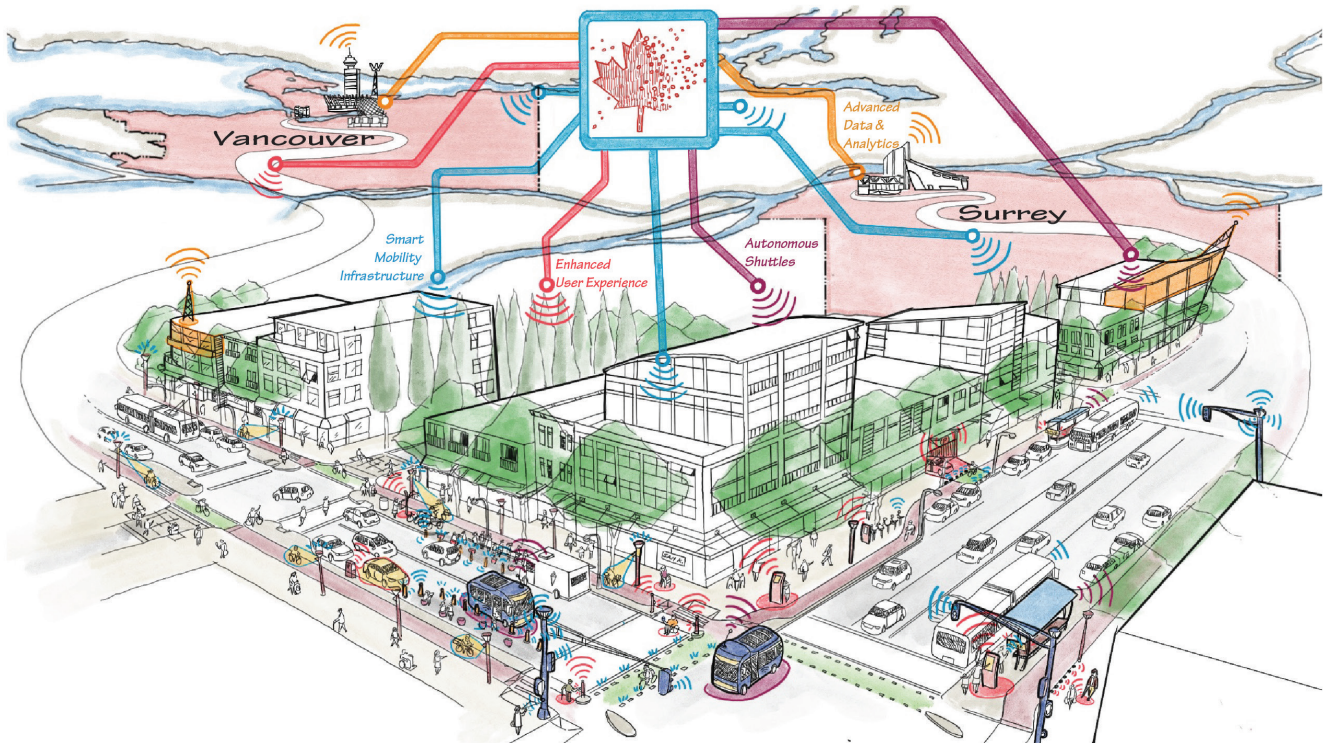 Vancouver
Advanced
Data &
Analytics
Surrey
Smart
Mobility
Infrastructure
Enhanced
User Experience
Autonomous
Shuttles